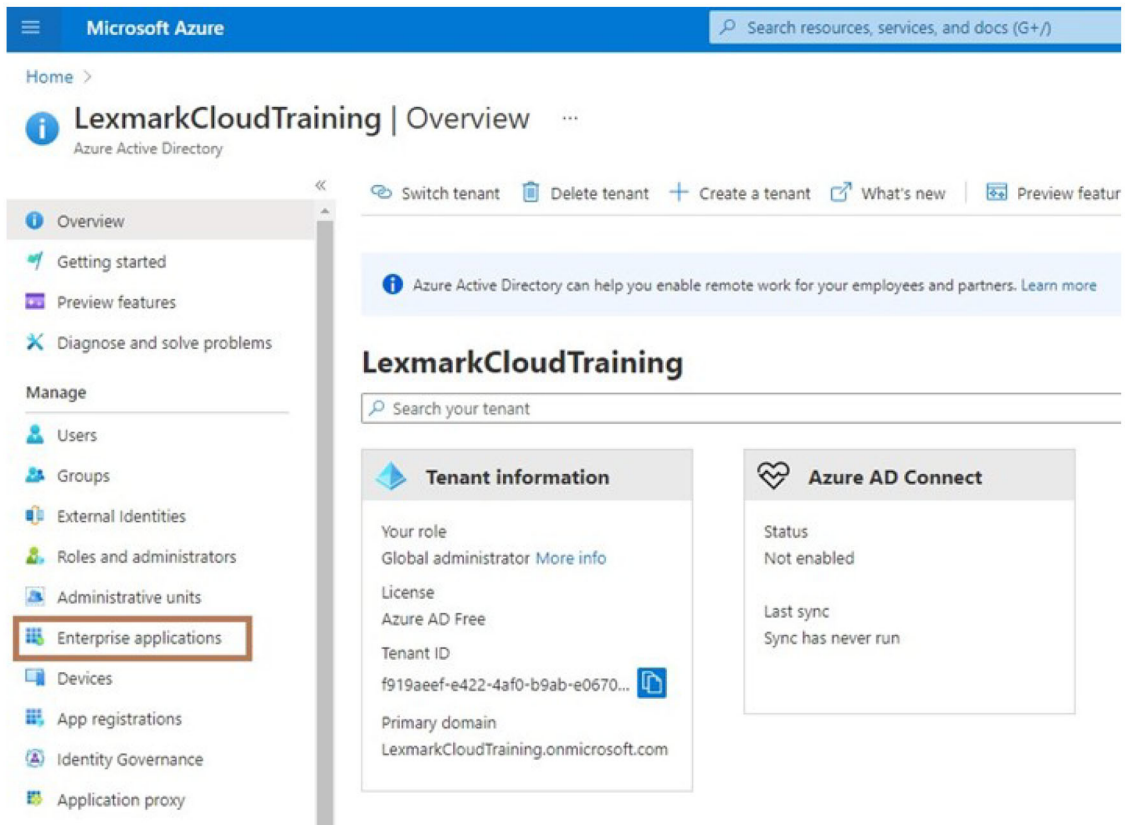 Microsoft Azure
Search resources, services, and docs (G+/)
Home >
LexmarkCloudTraining | Overview ...
Azure Active Directory
«
Switch tenant Delete tenant Create a tenant What's new Preview featur
Overview
Getting started
Preview features
Diagnose and solve problems
Manage
Users
Groups
External Identities
Roles and administrators
Administrative units
Enterprise applications
Devices
App registrations
Identity Governance
Application proxy
Azure Active Directory can help you enable remote work for your employees and partners. Learn more
LexmarkCloudTraining
Search your tenant
Tenant information
Your role
Global administrator More info
License
Azure AD Free
Tenant ID
f919aeef-e422-4af0-b9ab-e0670...
Primary domain
LexmarkCloudTraining.onmicrosoft.com
Azure AD Connect
Status
Not enabled
Last sync
Sync has never run